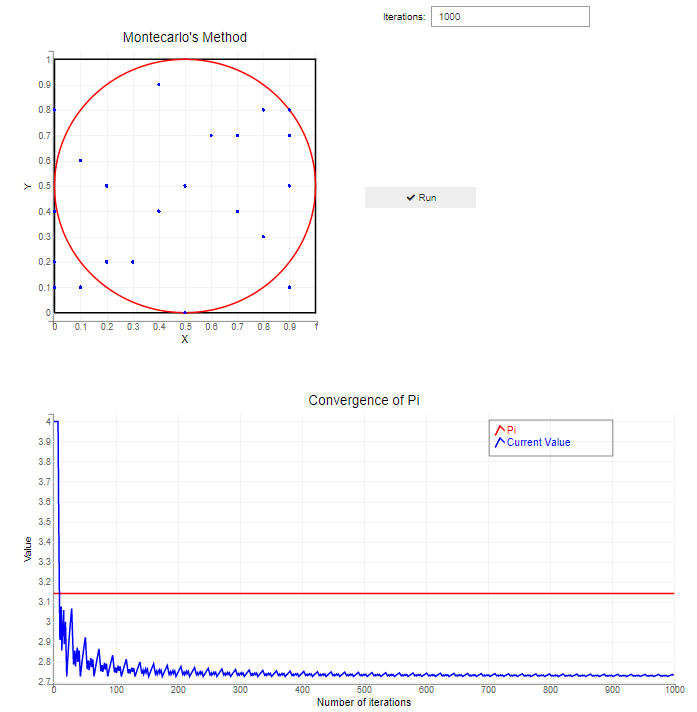 Iterations: 1000
Montecarlo's Method
1
0.9
0.8
0.7
0.6
Y
0.5
0.4
0.3
0.2
0.1
0
0 0.1 0.2 0.3 0.4 0.5 0.6 0.7 0.8 0.9 1
X
Run
Convergence of Pi
4
3.9
3.8
3.7
3.6
3.5
3.4
Value
3.3
3.2
3.1
3
2.9
2.8
2.7
Pi
Current Value
0 100 200 300 400 500 600 700 800 900 1000
Number of iterations